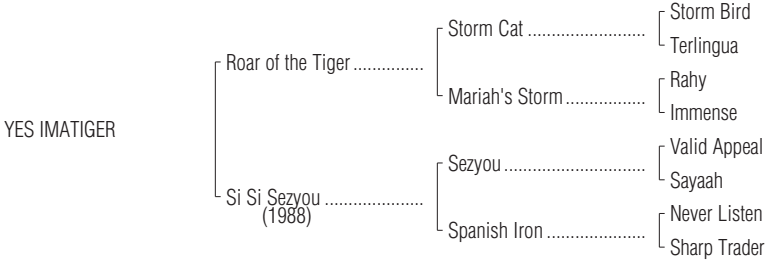 Storm Bird
Storm Cat ........................
Terlingua
Roar of the Tiger ...............
Rahy
Mariah's Storm .................
Immense
YES IMATIGER
Valid Appeal
Sezyou ..............................
Sayaah
Si Si Sezyou .....................
(1988)
Never Listen
Spanish Iron .....................
Sharp Trader